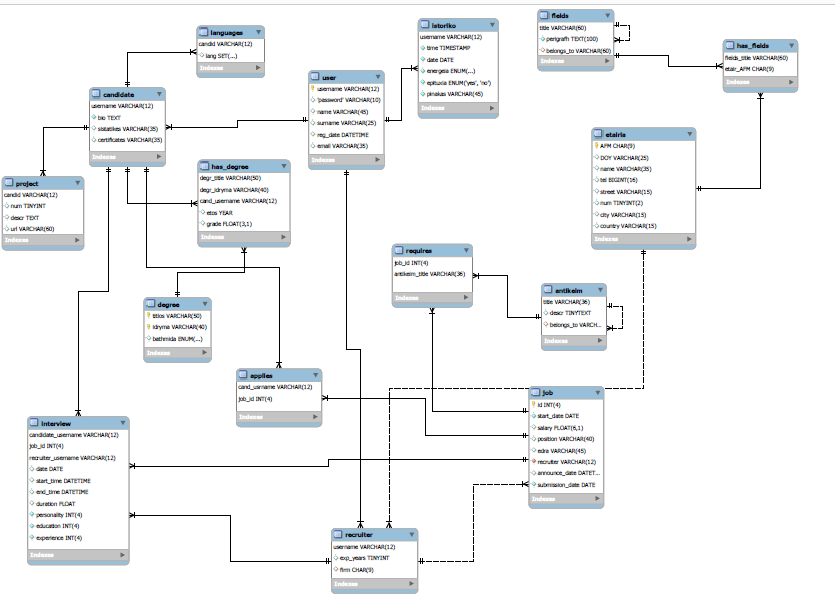 languages
candid VARCHAR(12)
lang SET(...)
Indexes
istoriko
username VARCHAR(12)
time TIMESTAMP
date DATE
energeia ENUM(...)
epituxia ENUM('yes', 'no')
pinakas VARCHAR(45)
Indexes
fields
title VARCHAR(60)
perigrafh TEXT(100)
belongs_to VARCHAR(60)
Indexes
has_fields
fields_title VARCHAR(60)
etair_AFM CHAR(9)
Indexes
candidate
username VARCHAR(12)
bio TEXT
sistatikes VARCHAR(35)
certificates VARCHAR(35)
Indexes
user
username VARCHAR(12)
'password' VARCHAR(10)
name VARCHAR(45)
surname VARCHAR(25)
reg_date DATETIME
email VARCHAR(35)
Indexes
etairia
AFM CHAR(9)
DOY VARCHAR(25)
name VARCHAR(35)
tel BIGINT(16)
street VARCHAR(15)
num TINYINT(2)
city VARCHAR(15)
country VARCHAR(15)
Indexes
project
candid VARCHAR(12)
num TINYINT
descr TEXT
url VARCHAR(60)
Indexes
has_degree
degr_title VARCHAR(50)
degr_idryma VARCHAR(40)
cand_username VARCHAR(12)
etos YEAR
grade FLOAT(3,1)
Indexes
requires
job_id INT(4)
antikeim_title VARCHAR(36)
Indexes
antikeim
title VARCHAR(36)
descr TINYTEXT
belongs_to VARCH...
Indexes
degree
titlos VARCHAR(50)
idryma VARCHAR(40)
bathmida ENUM(...)
Indexes
applies
cand_usrname VARCHAR(12)
job_id INT(4)
Indexes
job
id INT(4)
start_date DATE
salary FLOAT(6,1)
position VARCHAR(40)
edra VARCHAR(45)
recruiter VARCHAR(12)
announce_date DATET...
submission_date DATE
Indexes
interview
candidate_username VARCHAR(12)
job_id INT(4)
recruiter_username VARCHAR(12)
date DATE
start_time DATETIME
end_time DATETIME
duration FLOAT
personality INT(4)
education INT(4)
experience INT(4)
Indexes
recruiter
username VARCHAR(12)
exp_years TINYINT
firm CHAR(9)
Indexes